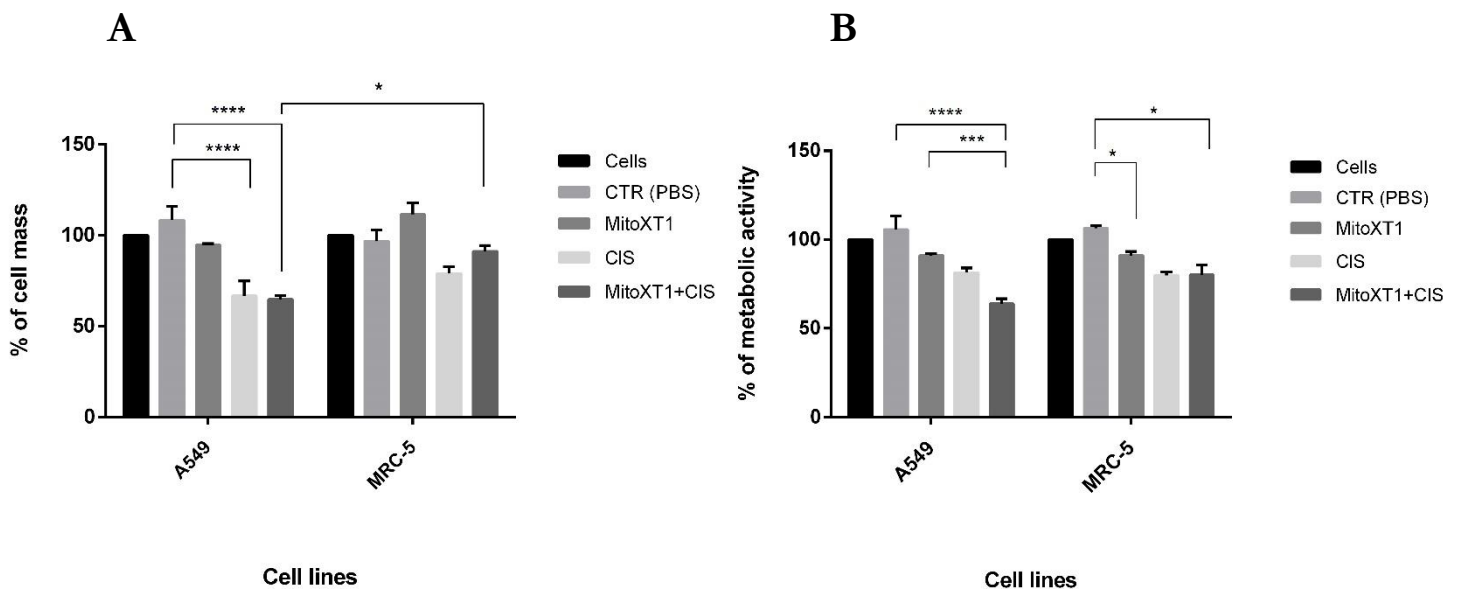 A
% of cell mass
150
100
50
0
****
****
*
A549
MRC-5
Cell lines
Cells
CTR (PBS)
MitoXT1
CIS
MitoXT1+CIS
B
% of metabolic activity
150
100
50
0
****
***
*
*
A549
MRC-5
Cell lines
Cells
CTR (PBS)
MitoXT1
CIS
MitoXT1+CIS